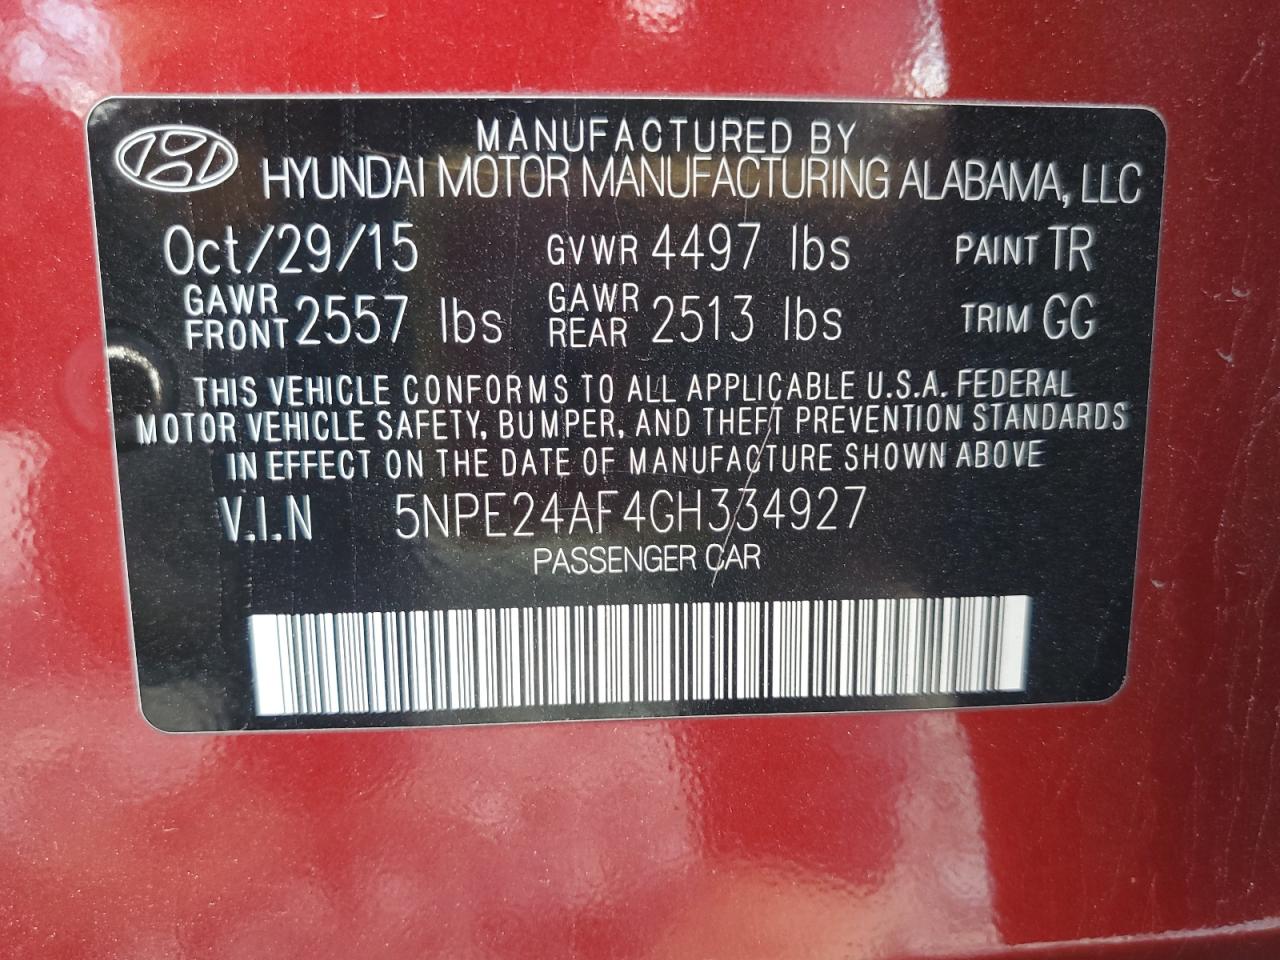 MANUFACTURED BY
HYUNDAI MOTOR MANUFACTURING ALABAMA, LLC
Oct/29/15 GVWR 4497 lbs PAINT TR
GAWR FRONT 2557 lbs GAWR REAR 2513 lbs TRIM GG
THIS VEHICLE CONFORMS TO ALL APPLICABLE U.S.A. FEDERAL
MOTOR VEHICLE SAFETY, BUMPER, AND THEFT PREVENTION STANDARDS
IN EFFECT ON THE DATE OF MANUFACTURE SHOWN ABOVE
V.I.N 5NPE24AF4GH334927
PASSENGER CAR